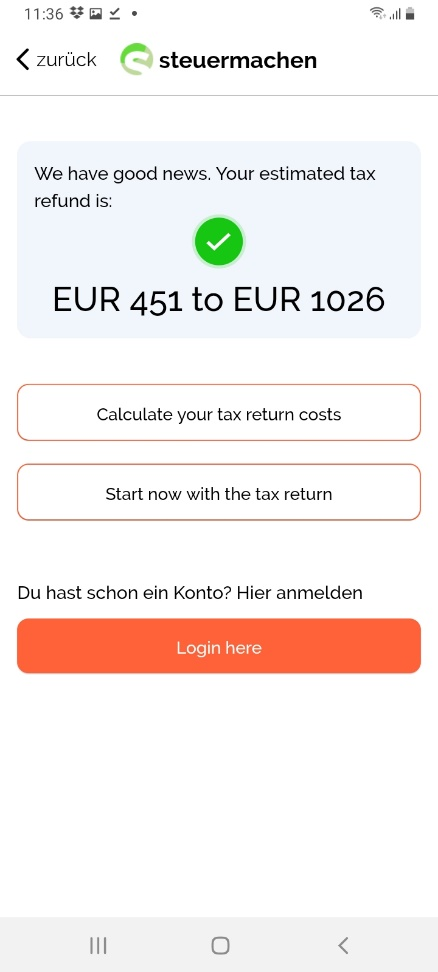 11:36
zurück steuermachen
We have good news. Your estimated tax
refund is:
EUR 451 to EUR 1026
Calculate your tax return costs
Start now with the tax return
Du hast schon ein Konto? Hier anmelden
Login here